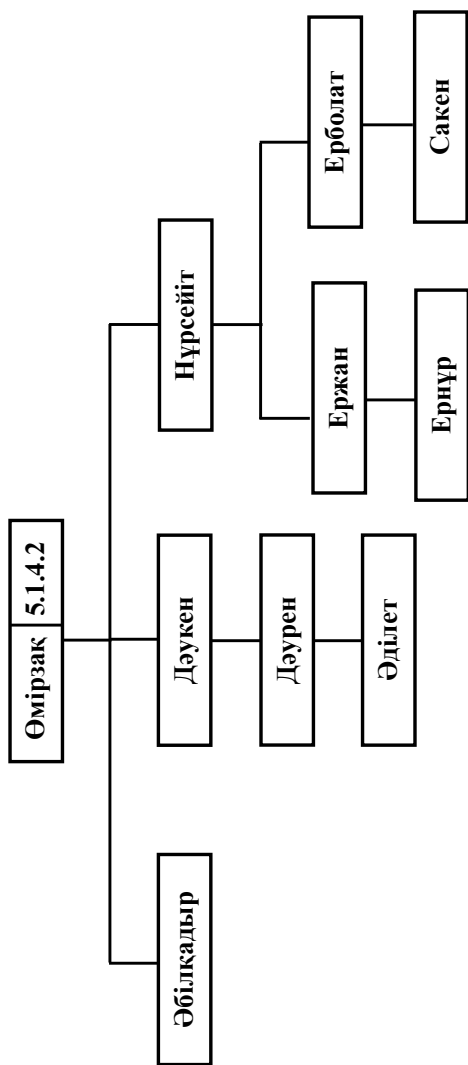 Өмірзақ 5.1.4.2
Әбілқадыр
Дәукен
Нұрсейіт
Дәурен
Ержан
Ерболат
Әділет
Ернұр
Сакен